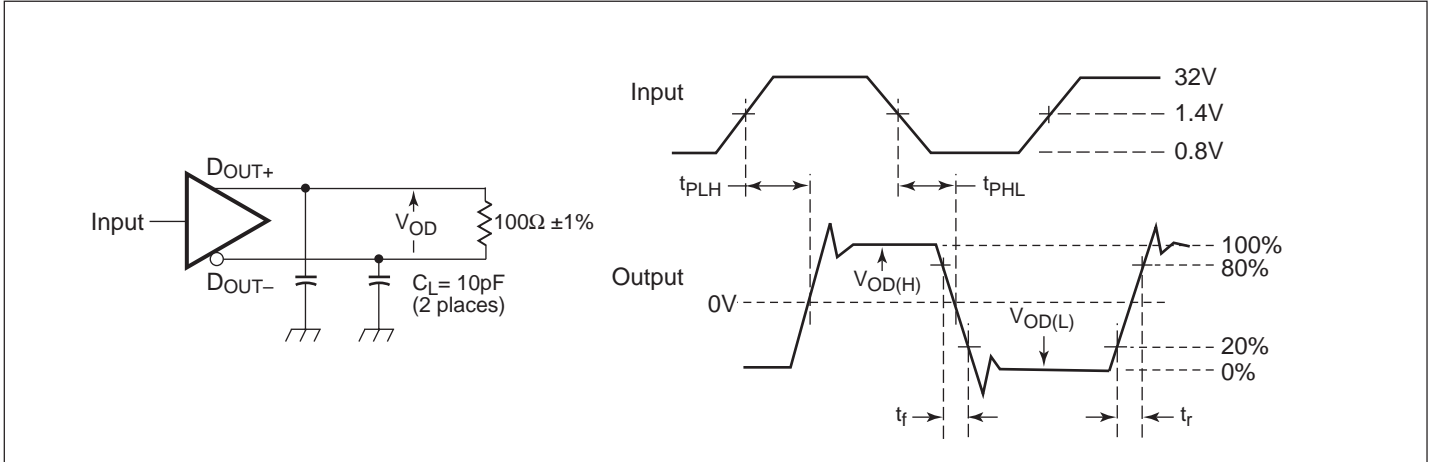 Input
DOUT+
DOUT–
VOD
100Ω ±1%
CL= 10pF
(2 places)
Input
32V
1.4V
0.8V
tPLH
tPHL
Output
0V
VOD(H)
VOD(L)
100%
80%
20%
0%
tf
tr